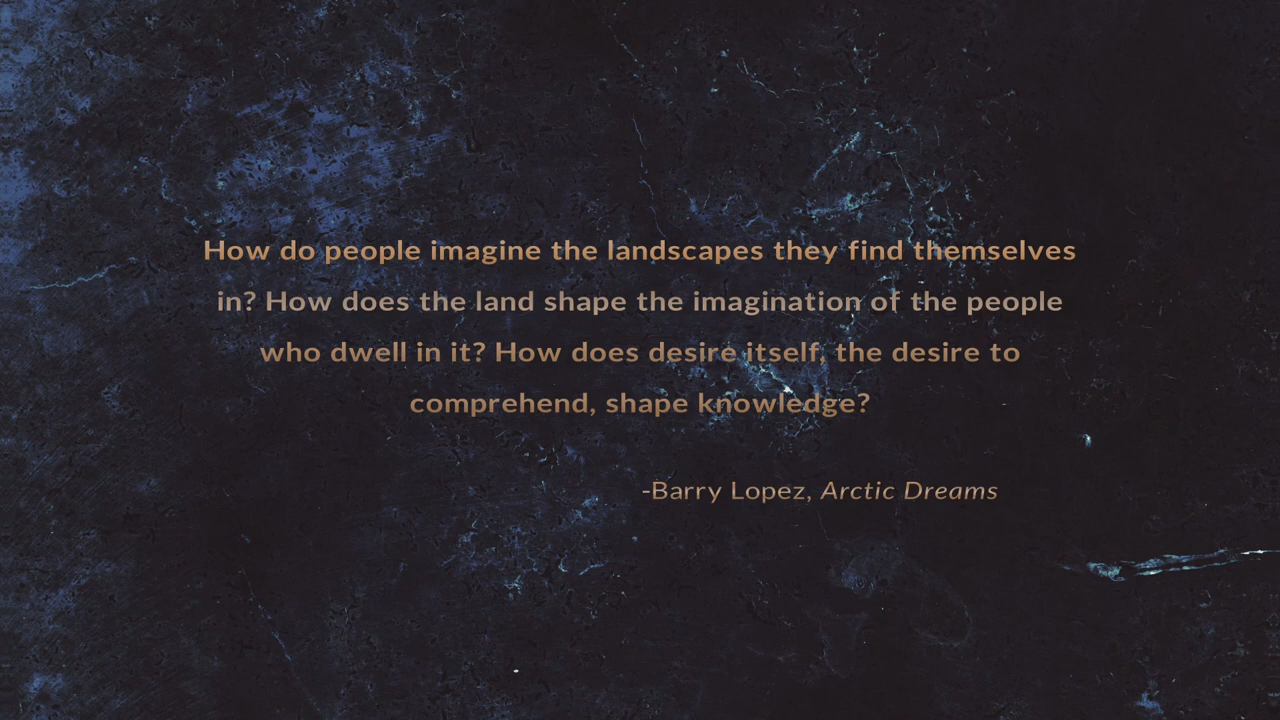 How do people imagine the landscapes they find themselves
in? How does the land shape the imagination of the people
who dwell in it? How does desire itself, the desire to
comprehend, shape knowledge?
-Barry Lopez, Arctic Dreams